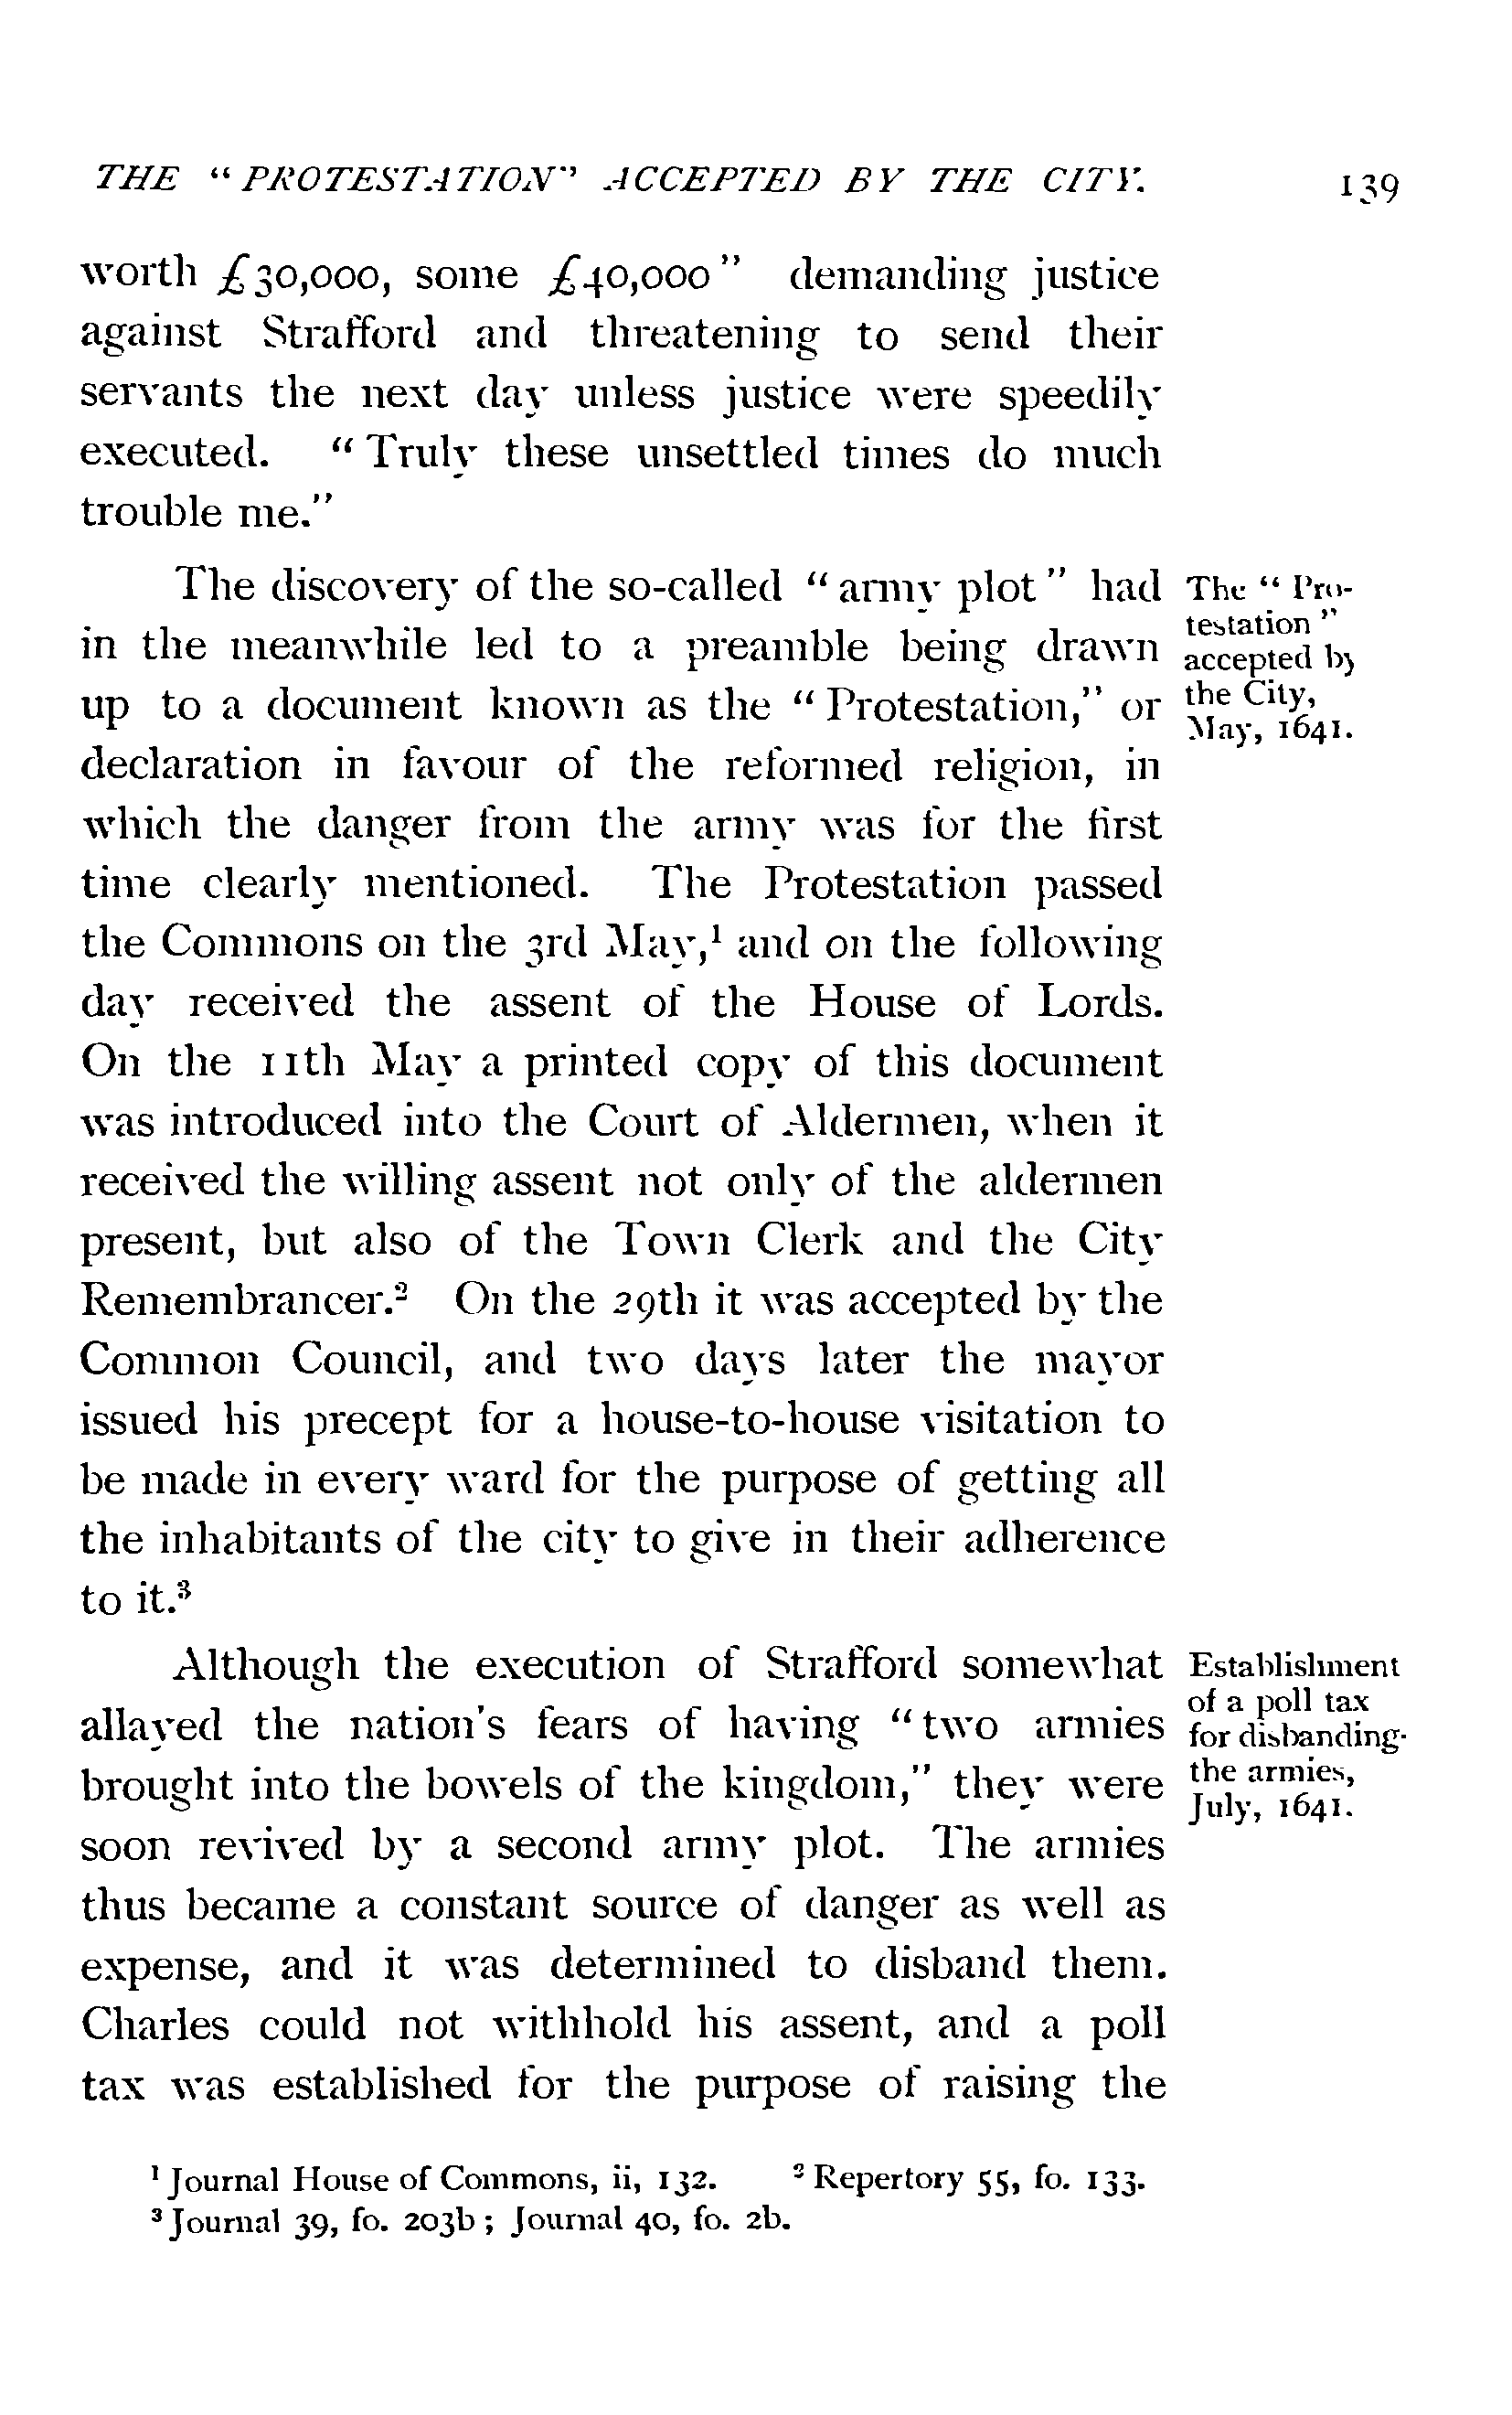 THE "PROTESTATION" ACCEPTED BY THE CITY. 139
worth £30,000, some £40,000" demanding justice
against Strafford and threatening to send their
servants the next day unless justice were speedily
executed. "Truly these unsettled times do much
trouble me."
The discovery of the so-called "army plot" had
in the meanwhile led to a preamble being drawn
up to a document known as the "Protestation," or
declaration in favour of the reformed religion, in
which the danger from the army was for the first
time clearly mentioned. The Protestation passed
the Commons on the 3rd May,¹ and on the following
day received the assent of the House of Lords.
On the 11th May a printed copy of this document
was introduced into the Court of Aldermen, when it
received the willing assent not only of the aldermen
present, but also of the Town Clerk and the City
Remembrancer.² On the 29th it was accepted by the
Common Council, and two days later the mayor
issued his precept for a house-to-house visitation to
be made in every ward for the purpose of getting all
the inhabitants of the city to give in their adherence
to it.³
The "Pro-
testation"
accepted by
the City,
May, 1641.
Although the execution of Strafford somewhat
allayed the nation's fears of having "two armies
brought into the bowels of the kingdom," they were
soon revived by a second army plot. The armies
thus became a constant source of danger as well as
expense, and it was determined to disband them.
Charles could not withhold his assent, and a poll
tax was established for the purpose of raising the
Establishment
of a poll tax
for disbanding
the armies,
July, 1641.
¹ Journal House of Commons, ii, 132. ² Repertory 55, fo. 133.
³ Journal 39, fo. 203b; Journal 40, fo. 2b.